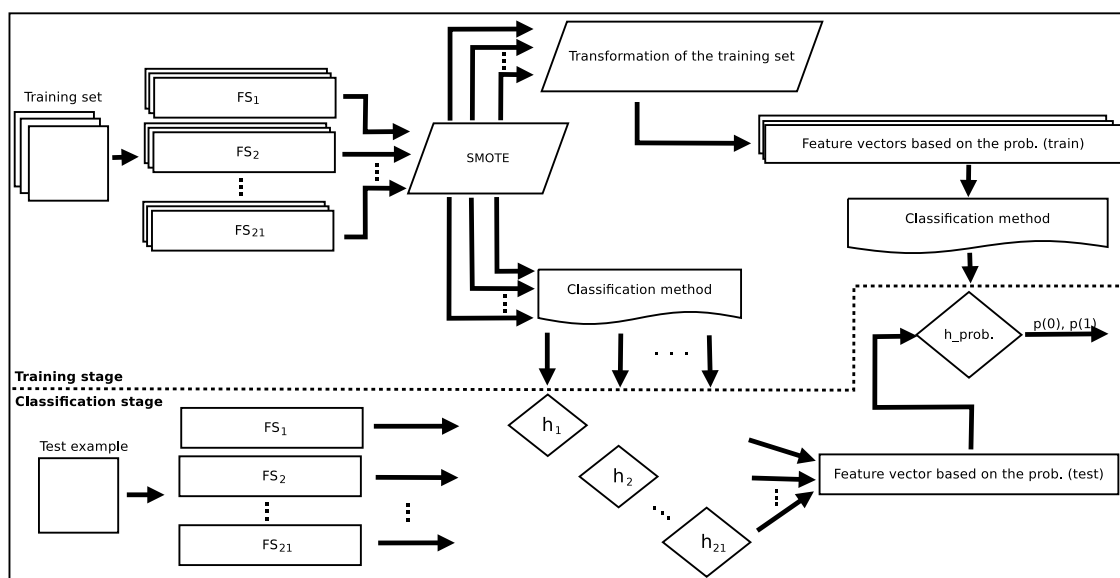 Transformation of the training set
Training set
FS1
FS2
FS21
SMOTE
Feature vectors based on the prob. (train)
Classification method
Classification method
h_prob.
p(0), p(1)
Training stage
Classification stage
Test example
FS1
FS2
FS21
h1
h2
h21
Feature vector based on the prob. (test)